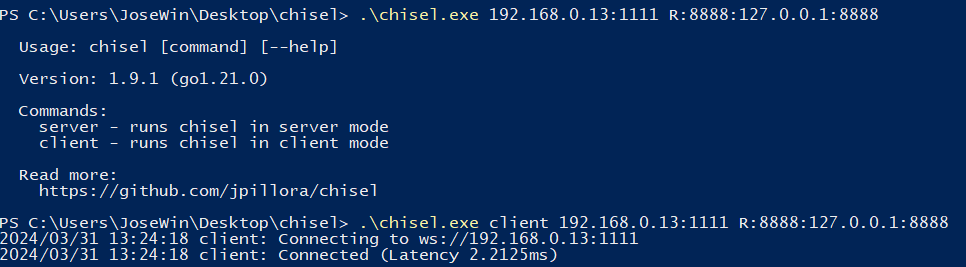 PS C:\Users\JoseWin\Desktop\chisel> .\chisel.exe 192.168.0.13:1111 R:8888:127.0.0.1:8888
Usage: chisel [command] [--help]
Version: 1.9.1 (go1.21.0)
Commands:
server - runs chisel in server mode
client - runs chisel in client mode
Read more:
https://github.com/jpillora/chisel
PS C:\Users\JoseWin\Desktop\chisel> .\chisel.exe client 192.168.0.13:1111 R:8888:127.0.0.1:8888
2024/03/31 13:24:18 client: Connecting to ws://192.168.0.13:1111
2024/03/31 13:24:18 client: Connected (Latency 2.2125ms)